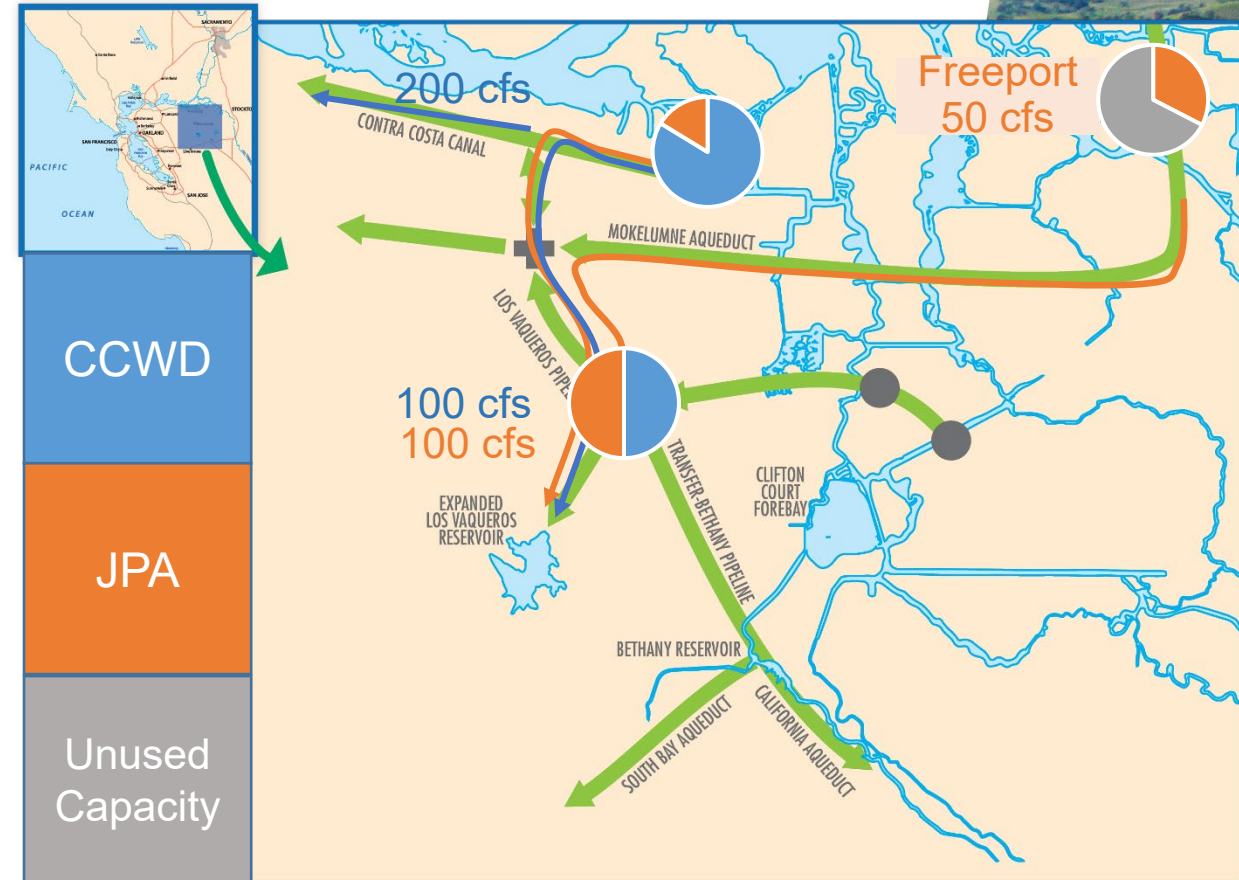 SACRAMENTO
STOCKTON
OAKLAND
SAN FRANCISCO
SAN JOSE
PACIFIC
OCEAN
CCWD
JPA
Unused
Capacity
200 cfs
CONTRA COSTA CANAL
Freeport
50 cfs
MOKELUMNE AQUEDUCT
LOS VAQUEROS
100 cfs
100 cfs
EXPANDED
LOS VAQUEROS
RESERVOIR
TRANSFER-BETHANY PIPELINE
CLIFTON
COURT
FOREBAY
BETHANY RESERVOIR
SOUTH BAY AQUEDUCT
CALIFORNIA AQUEDUCT